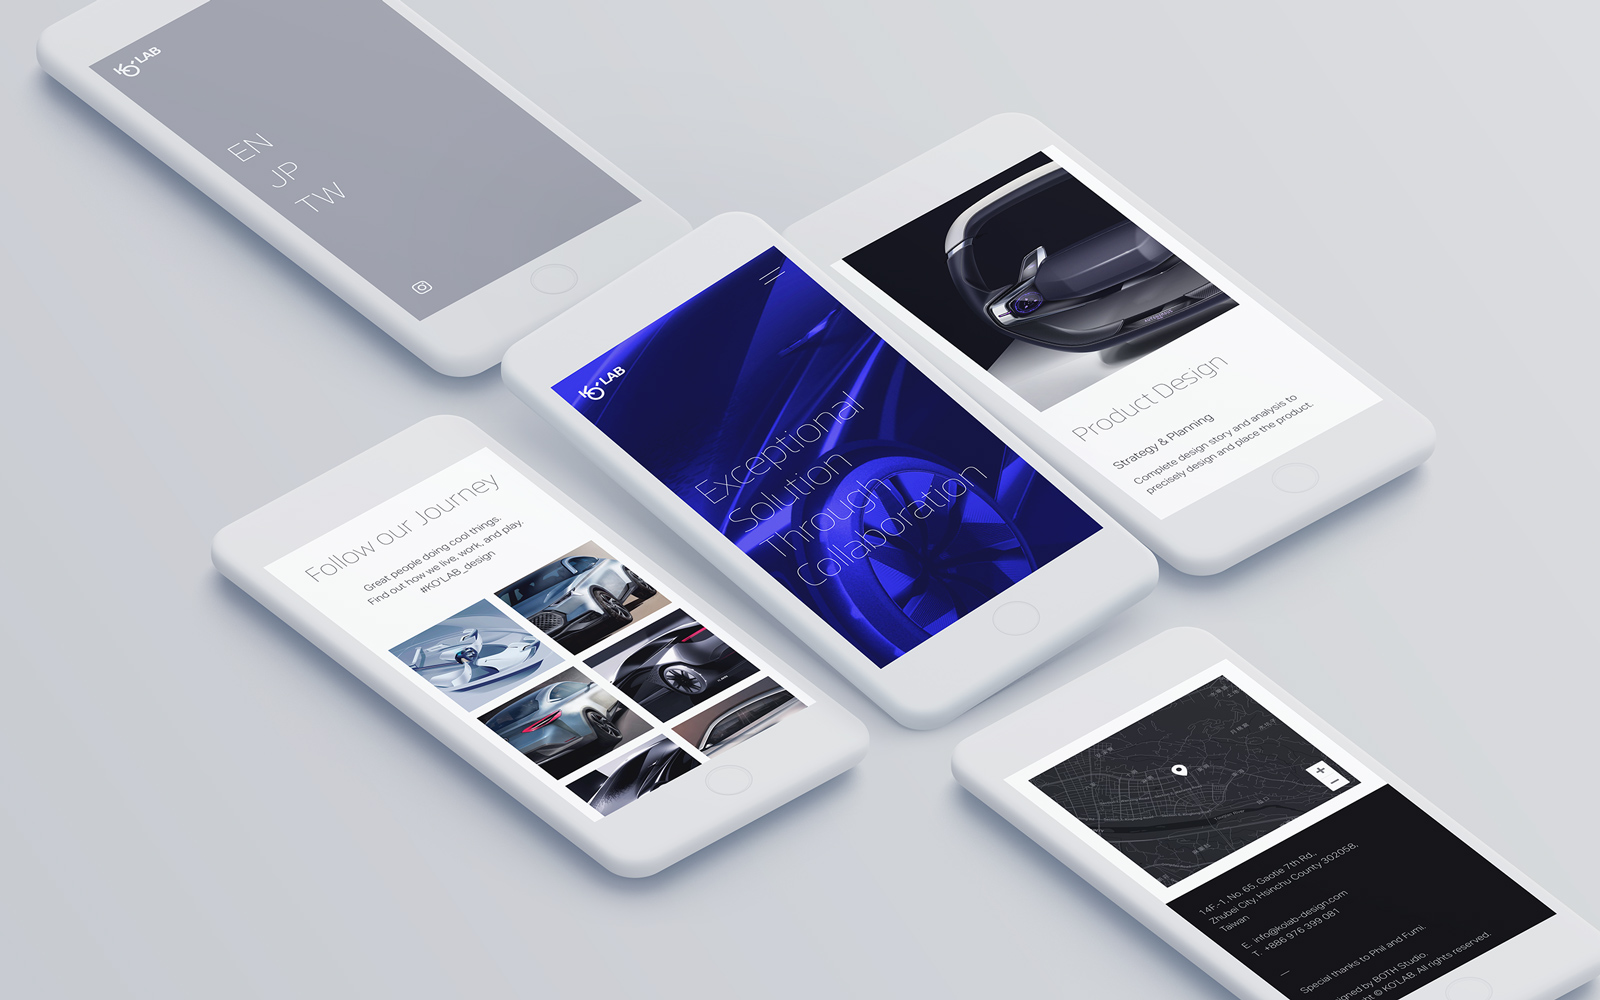 KO'LAB
EN
JP
TW
KO'LAB
Exceptional
Solution
Through
Collaboration
Product Design
Strategy & Planning
Complete design story and analysis to
precisely design and place the product.
Follow our Journey
Great people doing cool things.
Find out how we live, work, and play.
#KO'LAB_design
14F.-1, No. 65, Gaotie 7th Rd.,
Zhubei City, Hsinchu County 302058,
Taiwan
E. info@kolab-design.com
T. +886 976 399 081
Special thanks to Phil and Fumi.
by BOTH Studio.
© KO'LAB. All rights reserved.